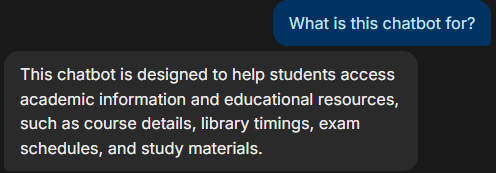 What is this chatbot for?
This chatbot is designed to help students access
academic information and educational resources,
such as course details, library timings, exam
schedules, and study materials.